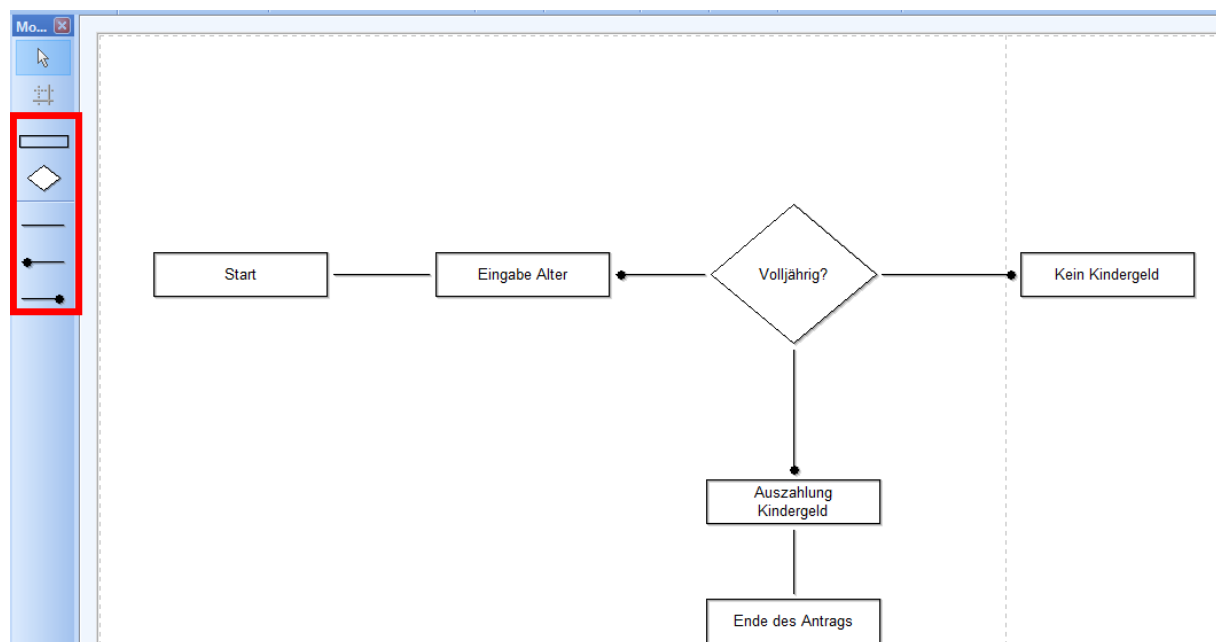 Mo...
Start
Eingabe Alter
Volljährig?
Kein Kindergeld
Auszahlung
Kindergeld
Ende des Antrags